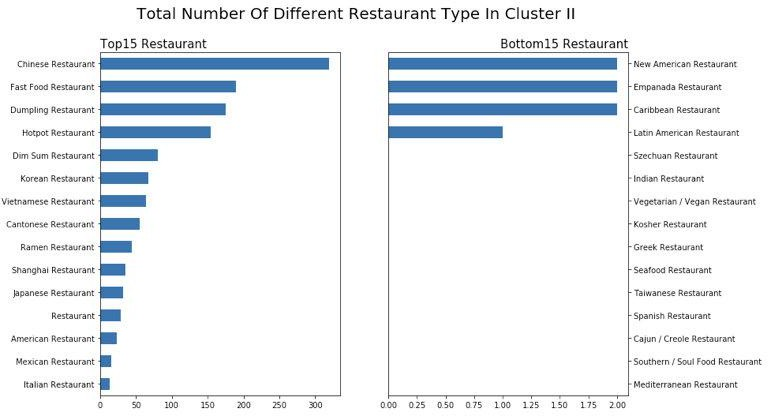 Total Number Of Different Restaurant Type In Cluster II
Top15 Restaurant
Chinese Restaurant
Fast Food Restaurant
Dumpling Restaurant
Hotpot Restaurant
Dim Sum Restaurant
Korean Restaurant
Vietnamese Restaurant
Cantonese Restaurant
Ramen Restaurant
Shanghai Restaurant
Japanese Restaurant
Restaurant
American Restaurant
Mexican Restaurant
Italian Restaurant
0 50 100 150 200 250 300
Bottom15 Restaurant
New American Restaurant
Empanada Restaurant
Caribbean Restaurant
Latin American Restaurant
Szechuan Restaurant
Indian Restaurant
Vegetarian / Vegan Restaurant
Kosher Restaurant
Greek Restaurant
Seafood Restaurant
Taiwanese Restaurant
Spanish Restaurant
Cajun / Creole Restaurant
Southern / Soul Food Restaurant
Mediterranean Restaurant
0.00 0.25 0.50 0.75 1.00 1.25 1.50 1.75 2.00